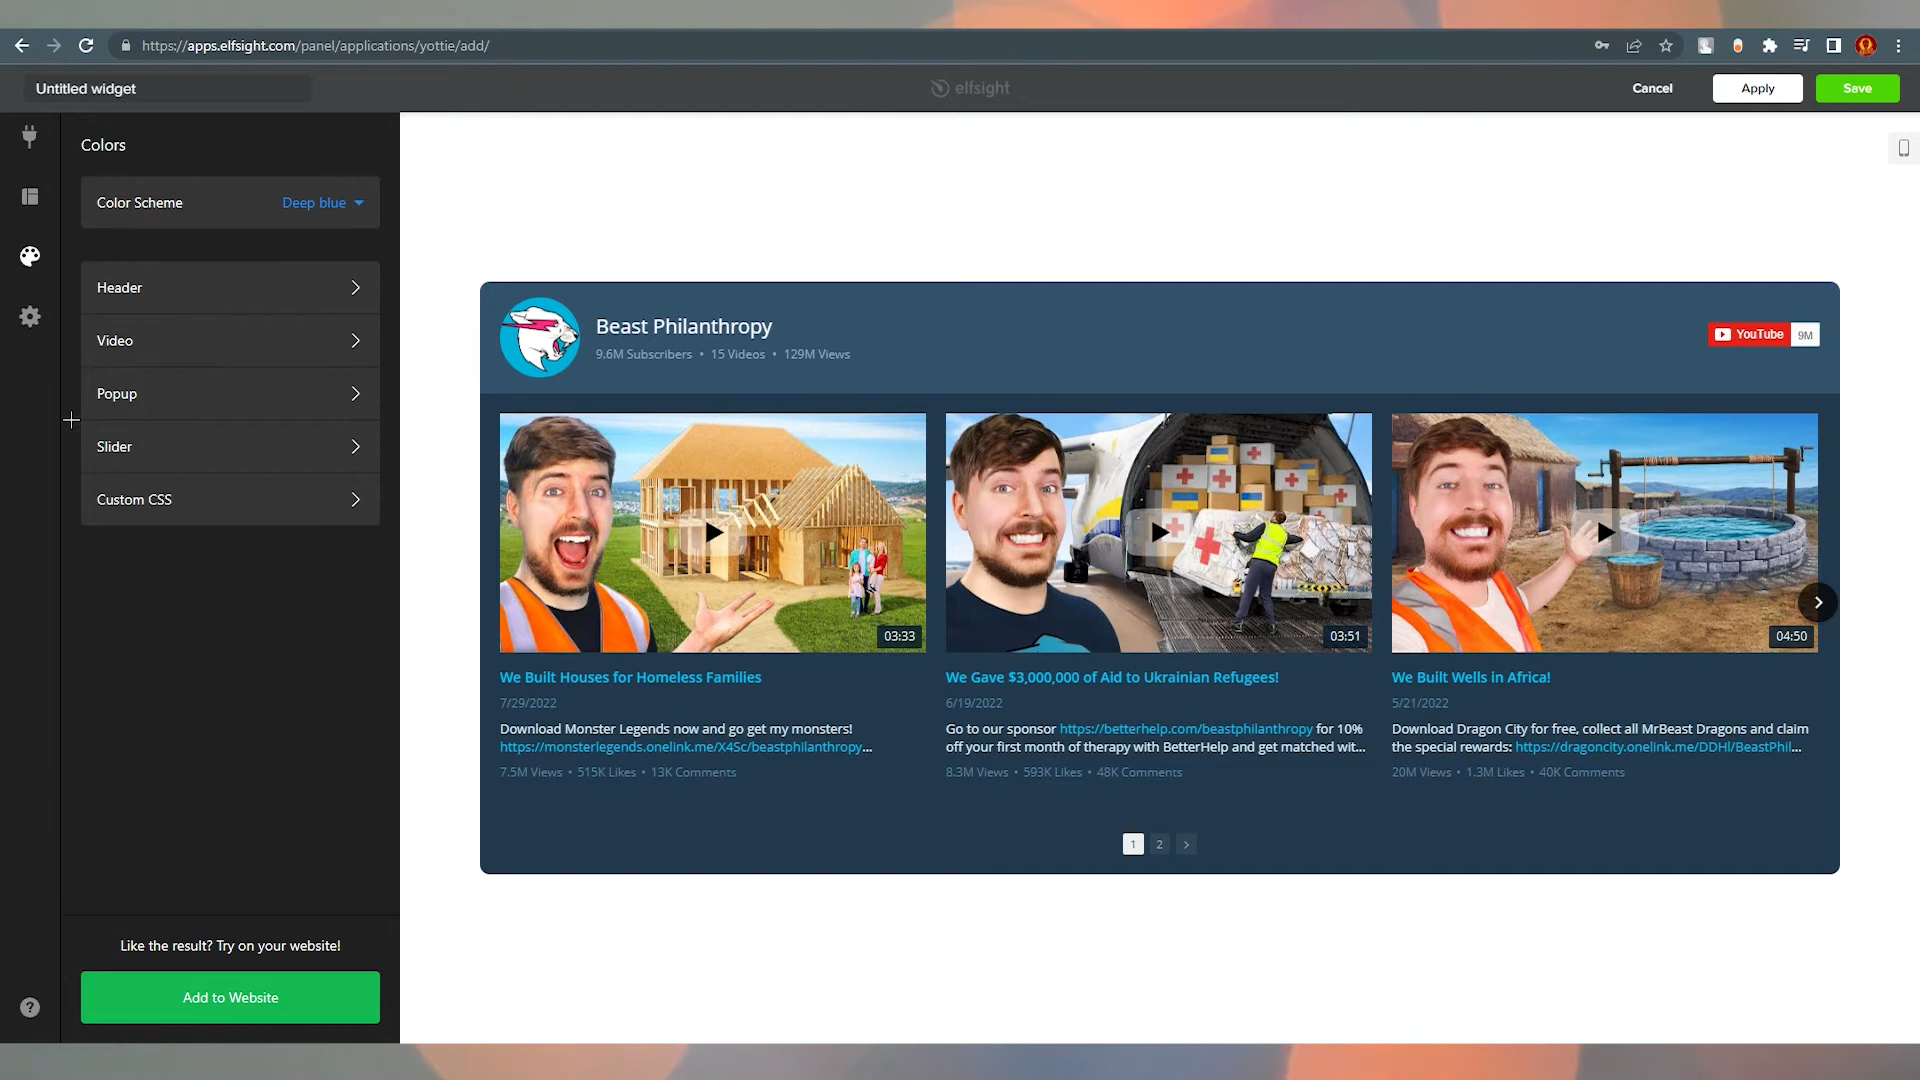 https://apps.elfsight.com/panel/applications/yottie/add/
Untitled widget
elfsight
Cancel
Apply
Save
Colors
Color Scheme
Deep blue
Header
Video
Popup
Slider
Custom CSS
Like the result? Try on your website!
Add to Website
?
Beast Philanthropy
9.6M Subscribers • 15 Videos • 129M Views
YouTube
9M
03:33
03:51
04:50
We Built Houses for Homeless Families
7/29/2022
Download Monster Legends now and go get my monsters!
https://monsterlegends.onelink.me/X4Sc/beastphilanthropy...
7.5M Views • 515K Likes • 13K Comments
We Gave $3,000,000 of Aid to Ukrainian Refugees!
6/19/2022
Go to our sponsor https://betterhelp.com/beastphilanthropy for 10%
off your first month of therapy with BetterHelp and get matched wit...
8.3M Views • 593K Likes • 48K Comments
We Built Wells in Africa!
5/21/2022
Download Dragon City for free, collect all MrBeast Dragons and claim
the special rewards: https://dragoncity.onelink.me/DDHl/BeastPhil...
20M Views • 1.3M Likes • 40K Comments
1
2